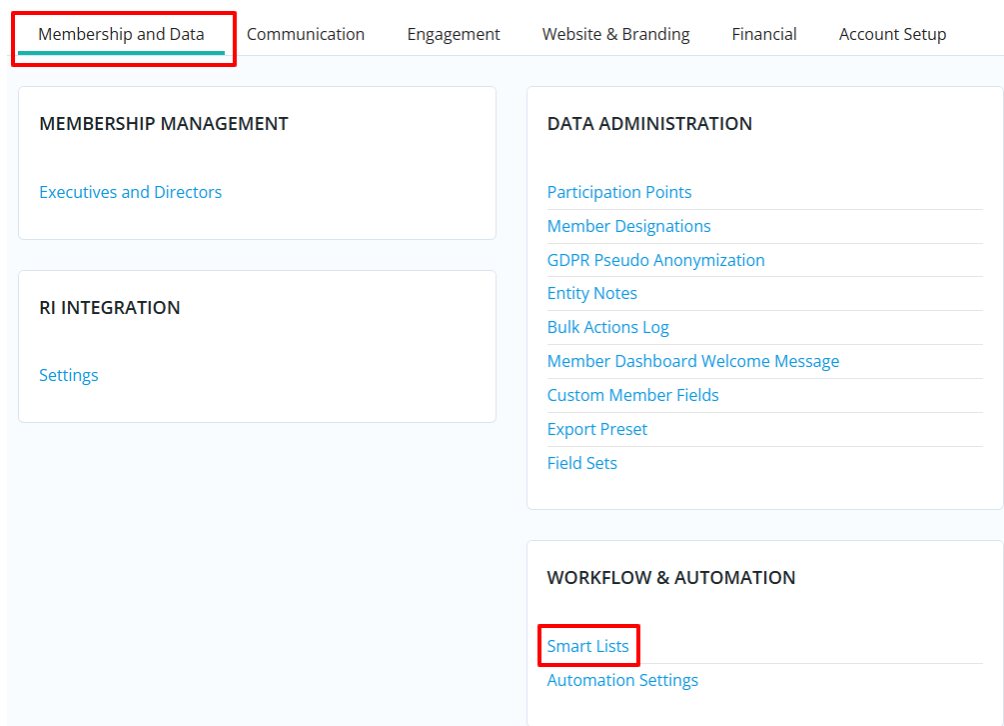 Membership and Data Communication Engagement Website & Branding Financial Account Setup
MEMBERSHIP MANAGEMENT
Executives and Directors
RI INTEGRATION
Settings
DATA ADMINISTRATION
Participation Points
Member Designations
GDPR Pseudo Anonymization
Entity Notes
Bulk Actions Log
Member Dashboard Welcome Message
Custom Member Fields
Export Preset
Field Sets
WORKFLOW & AUTOMATION
Smart Lists
Automation Settings